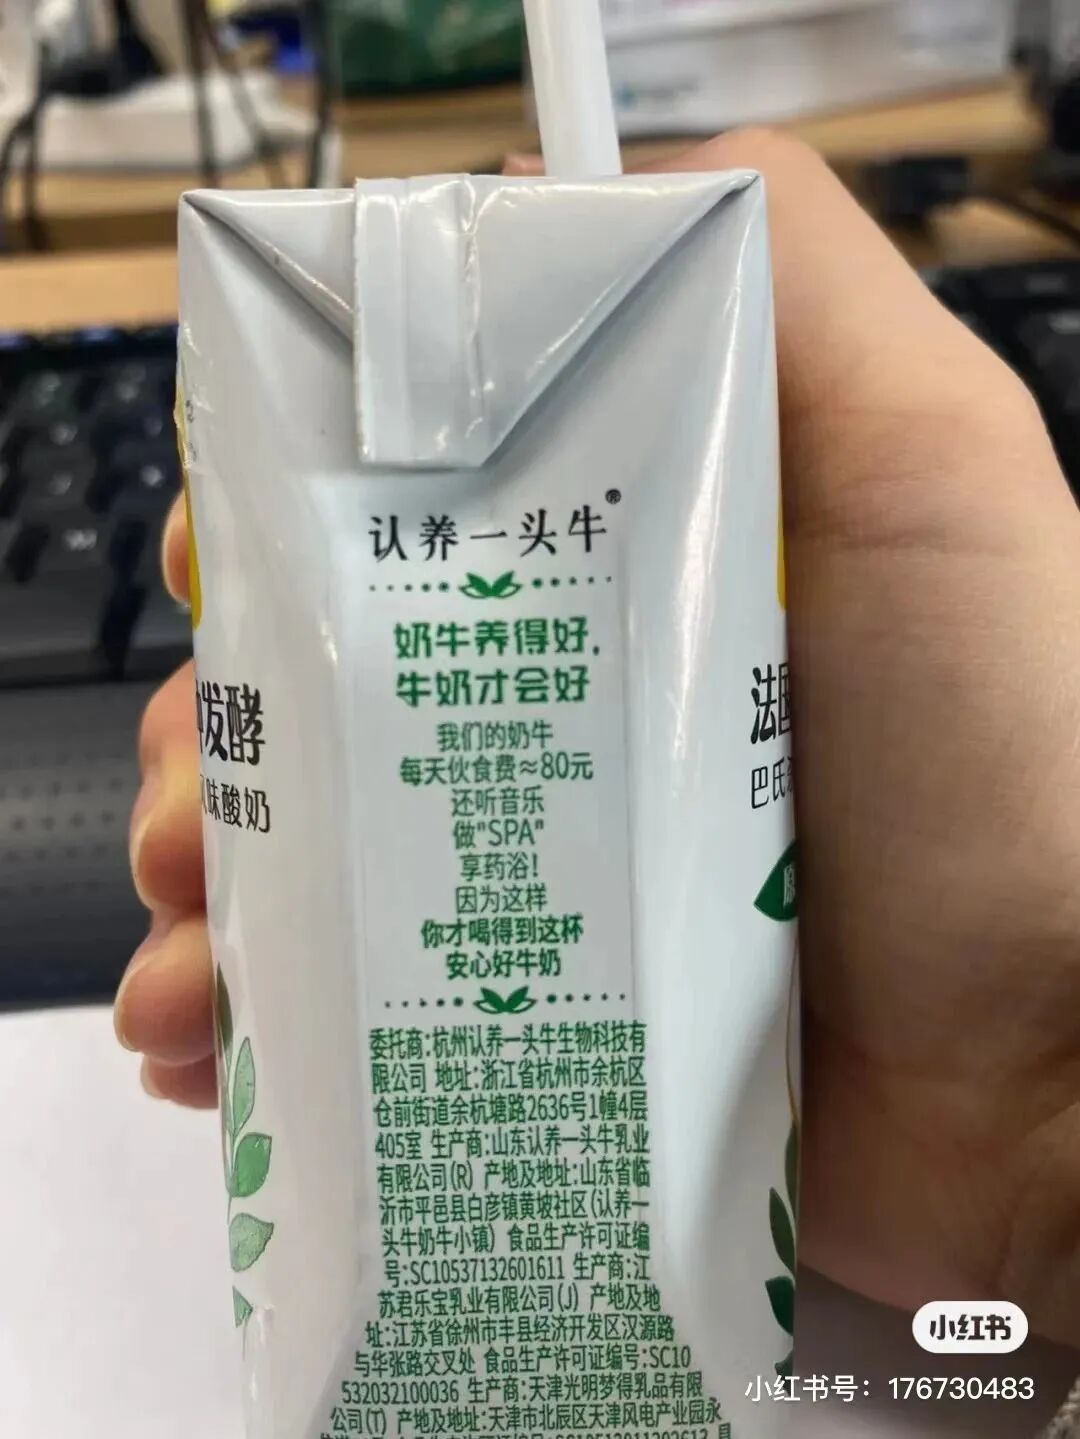 认养一头牛®
奶牛养得好,
牛奶才会好
我们的奶牛
每天伙食费≈80元
还听音乐
做"SPA"
享药浴!
因为这样
你才喝得到这杯
安心好牛奶
委托商:杭州认养一头牛生物科技有
限公司 地址:浙江省杭州市余杭区
仓前街道余杭塘路2636号1幢4层
405室 生产商:山东认养一头牛乳业
有限公司(R) 产地及地址:山东省临
沂市平邑县白彦镇黄坡社区(认养一
头牛奶牛小镇) 食品生产许可证编
号:SC10537132601611 生产商:江
苏君乐宝乳业有限公司(J) 产地及地
址:江苏省徐州市丰县经济开发区汉源路
与华张路交叉处 食品生产许可证编号:SC10
532032100036 生产商:天津光明梦得乳品有限
公司(T) 产地及地址:天津市北辰区天津风电产业园永
发酵
味酸奶
法国
巴氏
原
小红书
小红书号：176730483